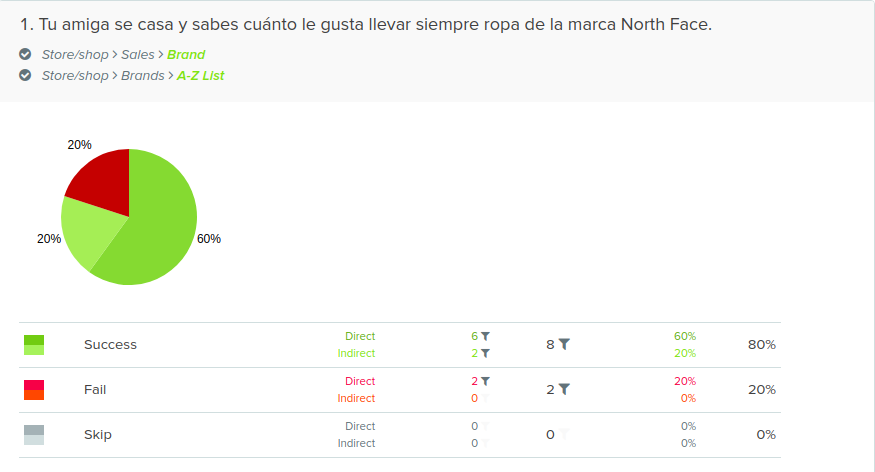 1. Tu amiga se casa y sabes cuánto le gusta llevar siempre ropa de la marca North Face.
Store/shop > Sales > Brand
Store/shop > Brands > A-Z List
20%
20%
60%
Success Direct 6 8 60% 80%
Indirect 2 20%
Fail Direct 2 2 20% 20%
Indirect 0 0%
Skip Direct 0 0 0% 0%
Indirect 0 0%